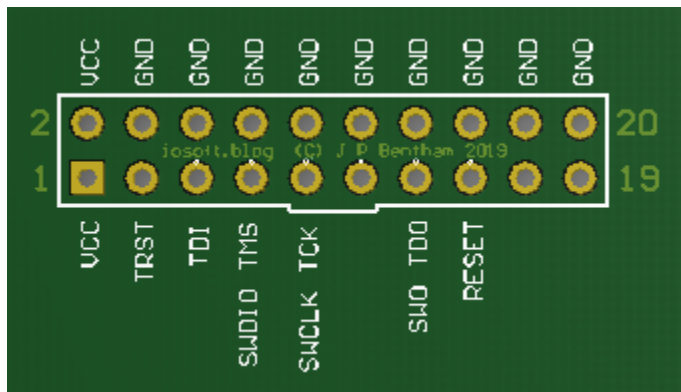 VCC GND GND GND GND GND GND GND GND GND
2 20
iosoft.blog (C) J P Bentham 2019
1 19
VCC TRST TDI SWDIO TMS SWCLK TCK SWO TDO RESET